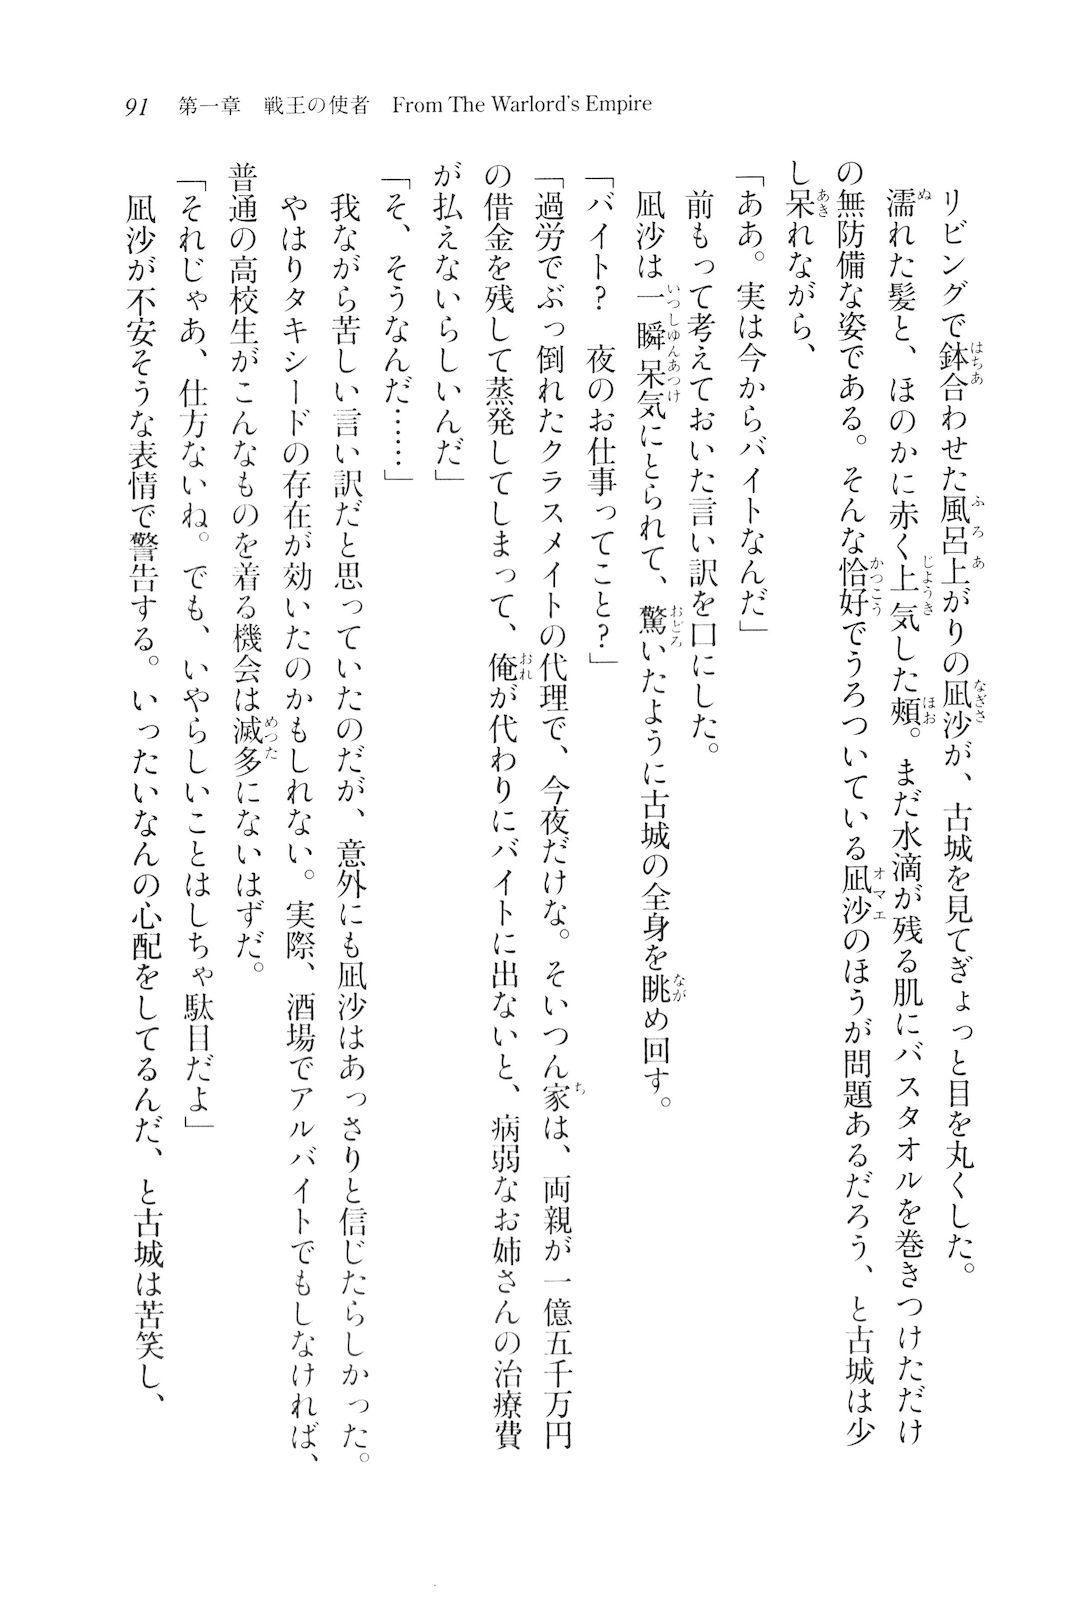 91 第一章 戦王の使者 From The Warlord's Empire
リビングで鉢合わせた風呂上がりの凪沙が、古城を見てぎょっと目を丸くした。
濡れた髪と、ほのかに赤く上気した頬。まだ水滴が残る肌にバスタオルを巻きつけただけ
の無防備な姿である。そんな恰好でうろついている凪沙のほうが問題あるだろう、と古城は少
し呆れながら、
「ああ。実は今からバイトなんだ」
前もって考えておいた言い訳を口にした。
凪沙は一瞬呆気にとられて、驚いたように古城の全身を眺め回す。
「バイト？　夜のお仕事ってこと？」
「過労でぶっ倒れたクラスメイトの代理で、今夜だけな。そいつん家は、両親が一億五千万円
の借金を残して蒸発してしまって、俺が代わりにバイトに出ないと、病弱なお姉さんの治療費
が払えないらしいんだ」
「そ、そうなんだ……」
我ながら苦しい言い訳だと思っていたのだが、意外にも凪沙はあっさりと信じたらしかった。
やはりタキシードの存在が効いたのかもしれない。実際、酒場でアルバイトでもしなければ、
普通の高校生がこんなものを着る機会は滅多にないはずだ。
「それじゃあ、仕方ないね。でも、いやらしいことはしちゃ駄目だよ」
凪沙が不安そうな表情で警告する。いったいなんの心配をしてるんだ、と古城は苦笑し、